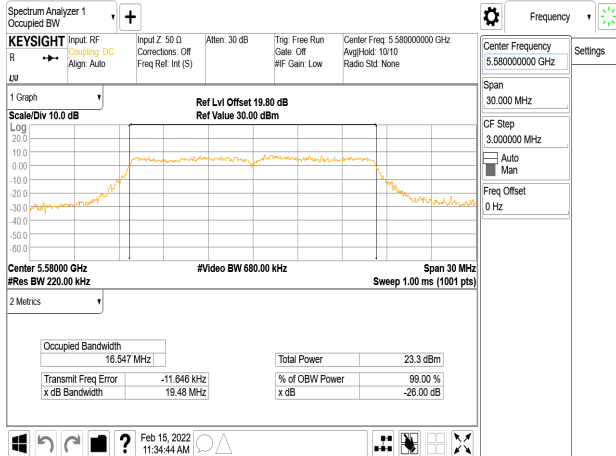 Spectrum Analyzer 1
Occupied BW
Frequency
KEYSIGHT Input: RF Input Z: 50 Ω Atten: 30 dB Trig: Free Run Center Freq: 5.580000000 GHz
Coupling: DC Corrections: Off Gate: Off Avg|Hold: 10/10
R Align: Auto Freq Ref: Int (S) #IF Gain: Low Radio Std: None
Center Frequency
5.580000000 GHz
Settings
Span
30.000 MHz
CF Step
3.000000 MHz
Auto
Man
Freq Offset
0 Hz
1 Graph
Ref Lvl Offset 19.80 dB
Scale/Div 10.0 dB Ref Value 30.00 dBm
Log
20.0
10.0
0.00
-10.0
-20.0
-30.0
-40.0
-50.0
-60.0
Center 5.58000 GHz #Video BW 680.00 kHz Span 30 MHz
#Res BW 220.00 kHz Sweep 1.00 ms (1001 pts)
2 Metrics
Occupied Bandwidth
16.547 MHz Total Power 23.3 dBm
Transmit Freq Error -11.646 kHz % of OBW Power 99.00 %
x dB Bandwidth 19.48 MHz x dB -26.00 dB
Feb 15, 2022
11:34:44 AM